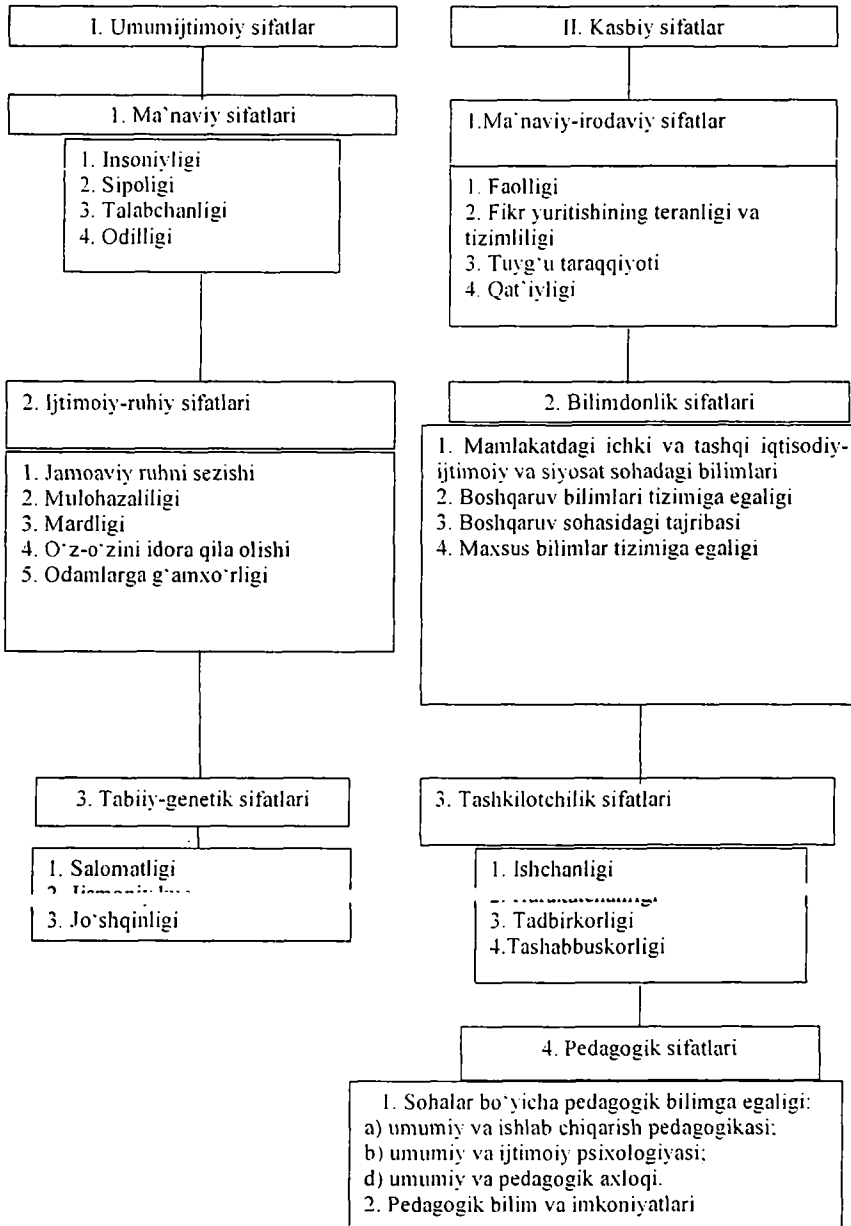 I. Umumijtimoiy sifatlar
1. Ma`naviy sifatlari
1. Insoniyligi
2. Sipoligi
3. Talabchanligi
4. Odilligi
2. Ijtimoiy-ruhiy sifatlari
1. Jamoaviy ruhni sezishi
2. Mulohazaliligi
3. Mardligi
4. O‘z-o‘zini idora qila olishi
5. Odamlarga g‘amxo‘rligi
3. Tabiiy-genetik sifatlari
1. Salomatligi
2. Jismoniy
3. Jo‘shqinligi
II. Kasbiy sifatlar
1.Ma`naviy-irodaviy sifatlar
1. Faolligi
2. Fikr yuritishining teranligi va
tizimliligi
3. Tuyg‘u taraqqiyoti
4. Qat`iyligi
2. Bilimdonlik sifatlari
1. Mamlakatdagi ichki va tashqi iqtisodiy-
ijtimoiy va siyosat sohadagi bilimlari
2. Boshqaruv bilimlari tizimiga egaligi
3. Boshqaruv sohasidagi tajribasi
4. Maxsus bilimlar tizimiga egaligi
3. Tashkilotchilik sifatlari
1. Ishchanligi
2.
3. Tadbirkorligi
4.Tashabbuskorligi
4. Pedagogik sifatlari
1. Sohalar bo‘yicha pedagogik bilimga egaligi:
a) umumiy va ishlab chiqarish pedagogikasi;
b) umumiy va ijtimoiy psixologiyasi;
d) umumiy va pedagogik axloqi.
2. Pedagogik bilim va imkoniyatlari